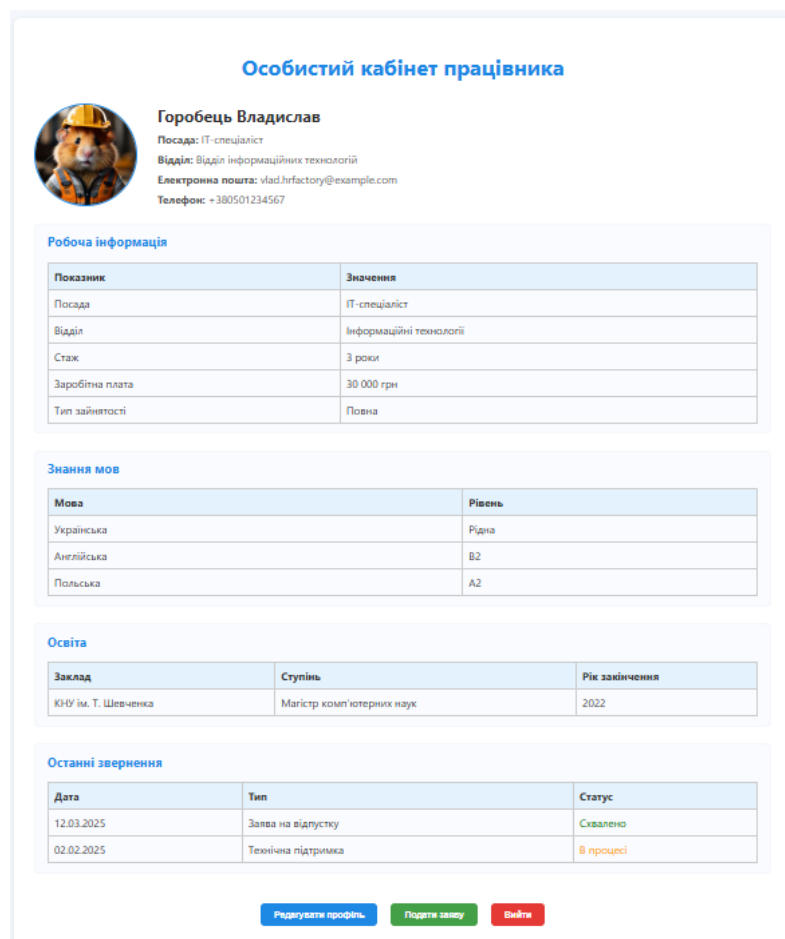 Особистий кабінет працівника
Горобець Владислав
Посада: ІТ-спеціаліст
Відділ: Відділ інформаційних технологій
Електронна пошта: vlad.hrfactory@example.com
Телефон: +380501234567
Робоча інформація
Показник Значення
Посада ІТ-спеціаліст
Відділ Інформаційні технології
Стаж 3 роки
Заробітна плата 30 000 грн
Тип зайнятості Повна
Знання мов
Мова Рівень
Українська Рідна
Англійська B2
Польська A2
Освіта
Заклад Ступінь Рік закінчення
КНУ ім. Т. Шевченка Магістр комп'ютерних наук 2022
Останні звернення
Дата Тип Статус
12.03.2025 Заява на відпустку Схвалено
02.02.2025 Технічна підтримка В процесі
Редагувати профіль Подати заяву Вийти